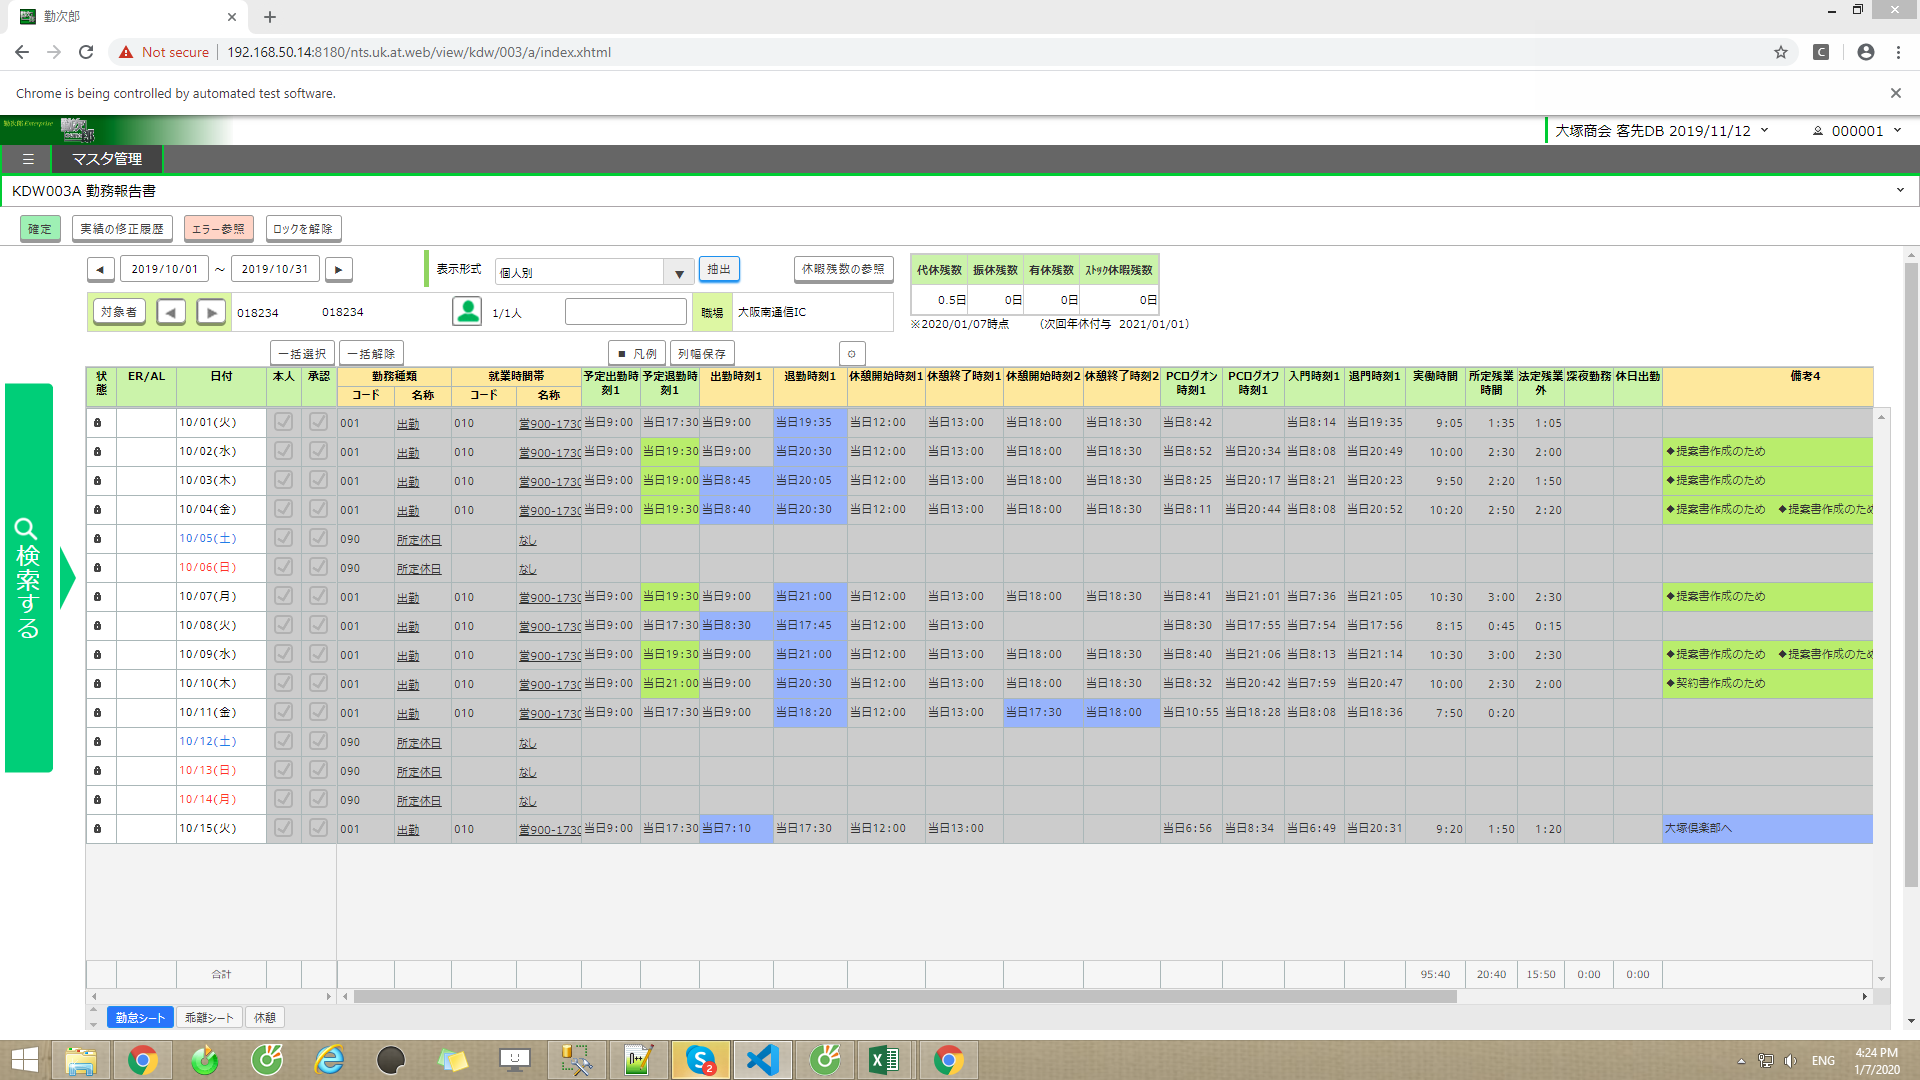 勤次郎
Not secure
192.168.50.14:8180/nts.uk.at.web/view/kdw/003/a/index.xhtml
Chrome is being controlled by automated test software.
勤次郎 Enterprise
大塚商会 客先DB 2019/11/12
000001
マスタ管理
KDW003A 勤務報告書
確定 実績の修正履歴 エラー参照 ロックを解除
◀ 2019/10/01 ～ 2019/10/31 ▶ 表示形式 個人別 ▼ 抽出 休暇残数の参照
代休残数 振休残数 有休残数 ｽﾄｯｸ休暇残数
0.5日 0日 0日 0日
※2020/01/07時点 （次回年休付与 2021/01/01）
対象者 ◀ ▶ 018234 018234 1/1人 職場 大阪南通信IC
一括選択 一括解除 ■ 凡例 列幅保存
検索する
状態 ER/AL 日付 本人 承認 勤務種類 就業時間帯 予定出勤時刻1 予定退勤時刻1 出勤時刻1 退勤時刻1 休憩開始時刻1 休憩終了時刻1 休憩開始時刻2 休憩終了時刻2 PCログオン時刻1 PCログオフ時刻1 入門時刻1 退門時刻1 実働時間 所定残業時間 法定残業外 深夜勤務 休日出勤 備考4
コード 名称 コード 名称
10/01(火) 001 出勤 010 営900-1730 当日9:00 当日17:30 当日9:00 当日19:35 当日12:00 当日13:00 当日18:00 当日18:30 当日8:42 当日8:14 当日19:35 9:05 1:35 1:05
10/02(水) 001 出勤 010 営900-1730 当日9:00 当日19:30 当日9:00 当日20:30 当日12:00 当日13:00 当日18:00 当日18:30 当日8:52 当日20:34 当日8:08 当日20:49 10:00 2:30 2:00 ◆提案書作成のため
10/03(木) 001 出勤 010 営900-1730 当日9:00 当日19:00 当日8:45 当日20:05 当日12:00 当日13:00 当日18:00 当日18:30 当日8:25 当日20:17 当日8:21 当日20:23 9:50 2:20 1:50 ◆提案書作成のため
10/04(金) 001 出勤 010 営900-1730 当日9:00 当日19:30 当日8:40 当日20:30 当日12:00 当日13:00 当日18:00 当日18:30 当日8:11 当日20:44 当日8:08 当日20:52 10:20 2:50 2:20 ◆提案書作成のため ◆提案書作成のため
10/05(土) 090 所定休日 なし
10/06(日) 090 所定休日 なし
10/07(月) 001 出勤 010 営900-1730 当日9:00 当日19:30 当日9:00 当日21:00 当日12:00 当日13:00 当日18:00 当日18:30 当日8:41 当日21:01 当日7:36 当日21:05 10:30 3:00 2:30 ◆提案書作成のため
10/08(火) 001 出勤 010 営900-1730 当日9:00 当日17:30 当日8:30 当日17:45 当日12:00 当日13:00 当日8:30 当日17:55 当日7:54 当日17:56 8:15 0:45 0:15
10/09(水) 001 出勤 010 営900-1730 当日9:00 当日19:30 当日9:00 当日21:00 当日12:00 当日13:00 当日18:00 当日18:30 当日8:40 当日21:06 当日8:13 当日21:14 10:30 3:00 2:30 ◆提案書作成のため ◆提案書作成のため
10/10(木) 001 出勤 010 営900-1730 当日9:00 当日21:00 当日9:00 当日20:30 当日12:00 当日13:00 当日18:00 当日18:30 当日8:32 当日20:42 当日7:59 当日20:47 10:00 2:30 2:00 ◆契約書作成のため
10/11(金) 001 出勤 010 営900-1730 当日9:00 当日17:30 当日9:00 当日18:20 当日12:00 当日13:00 当日17:30 当日18:00 当日10:55 当日18:28 当日8:08 当日18:36 7:50 0:20
10/12(土) 090 所定休日 なし
10/13(日) 090 所定休日 なし
10/14(月) 090 所定休日 なし
10/15(火) 001 出勤 010 営900-1730 当日9:00 当日17:30 当日7:10 当日17:30 当日12:00 当日13:00 当日6:56 当日8:34 当日6:49 当日20:31 9:20 1:50 1:20 大塚倶楽部へ
合計 95:40 20:40 15:50 0:00 0:00
勤怠シート 乖離シート 休憩
ENG
4:24 PM
1/7/2020